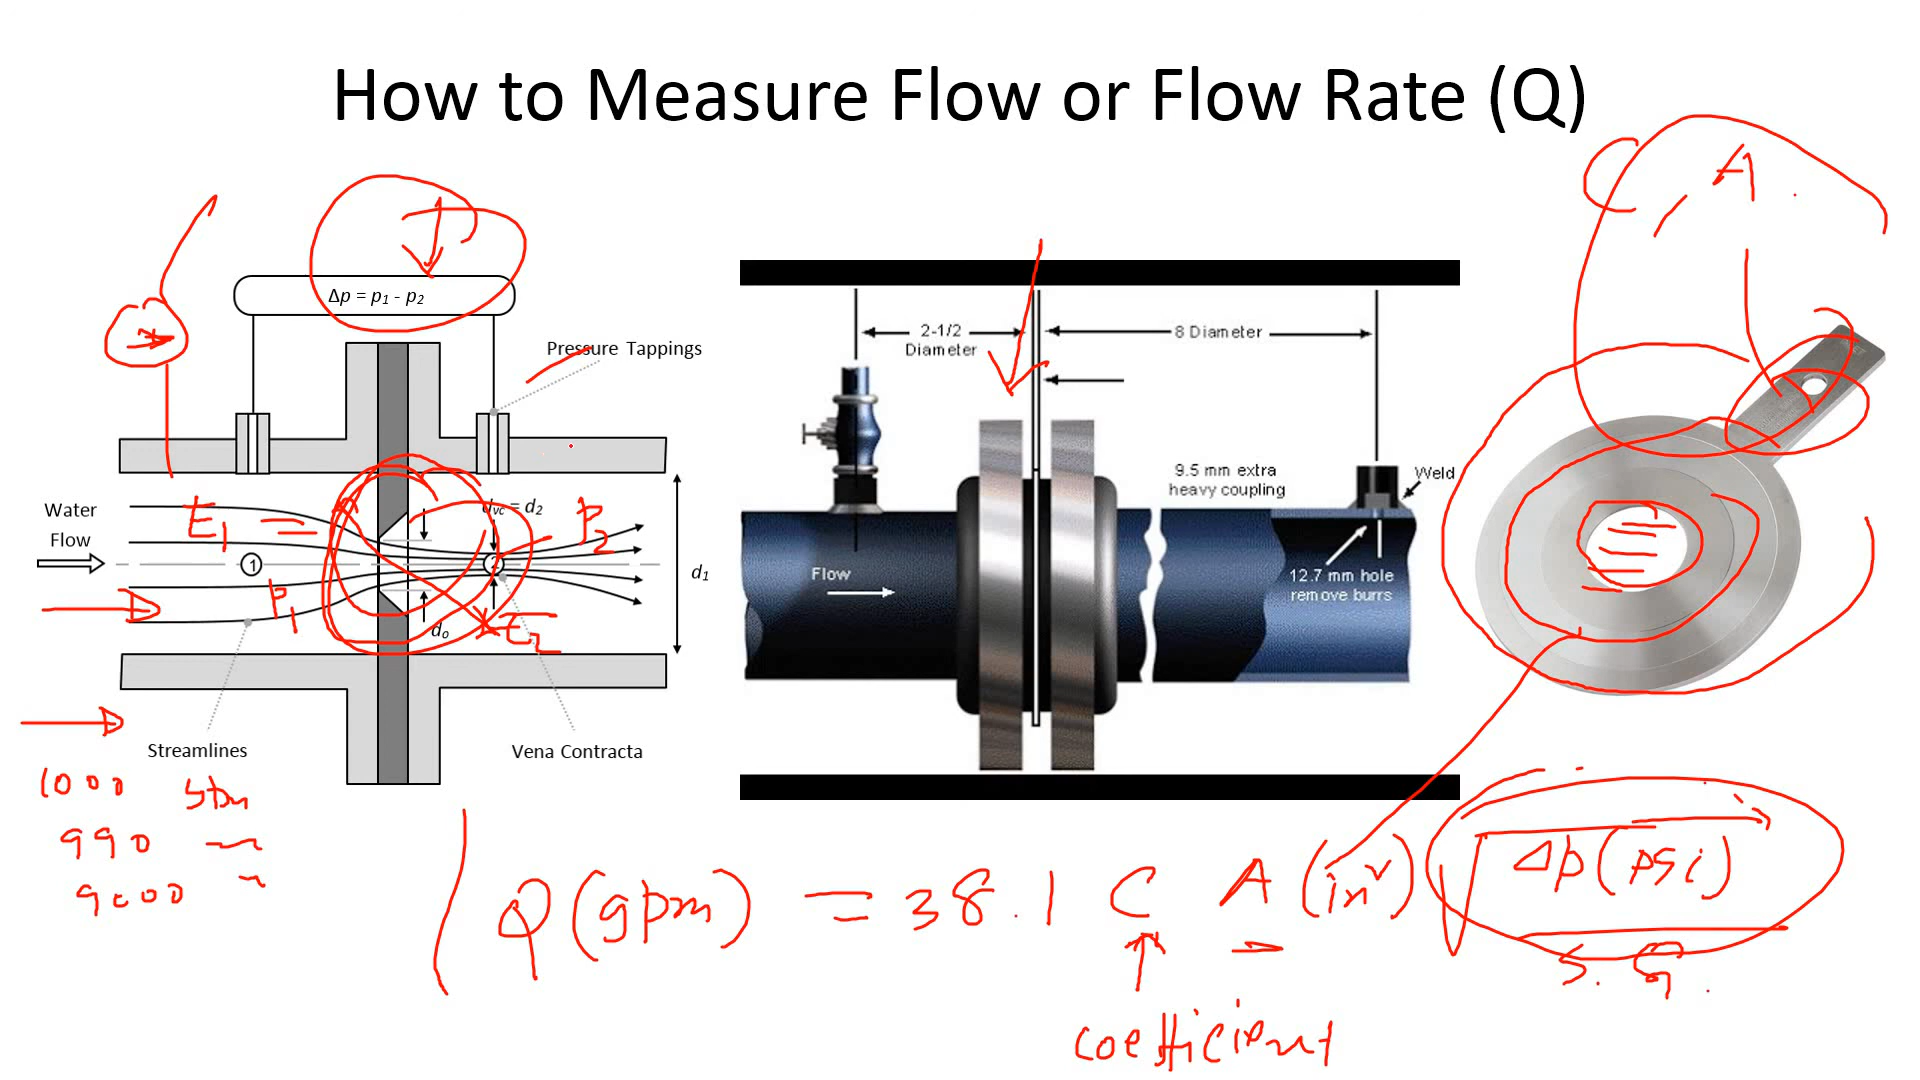 How to Measure Flow or Flow Rate (Q)
C, A
Δp = p1 - p2
Pressure Tappings
2-1/2
Diameter
8 Diameter
Water
Flow
E1 =
dvc = d2
P2
1
2
P1
do
E2
d1
Streamlines
Vena Contracta
Flow
9.5 mm extra
heavy coupling
Weld
12.7 mm hole
remove burrs
1000
990
9000
Q (gpm) = 38.1 C A (in²) √ Δp (psi)
S. G.
coefficient